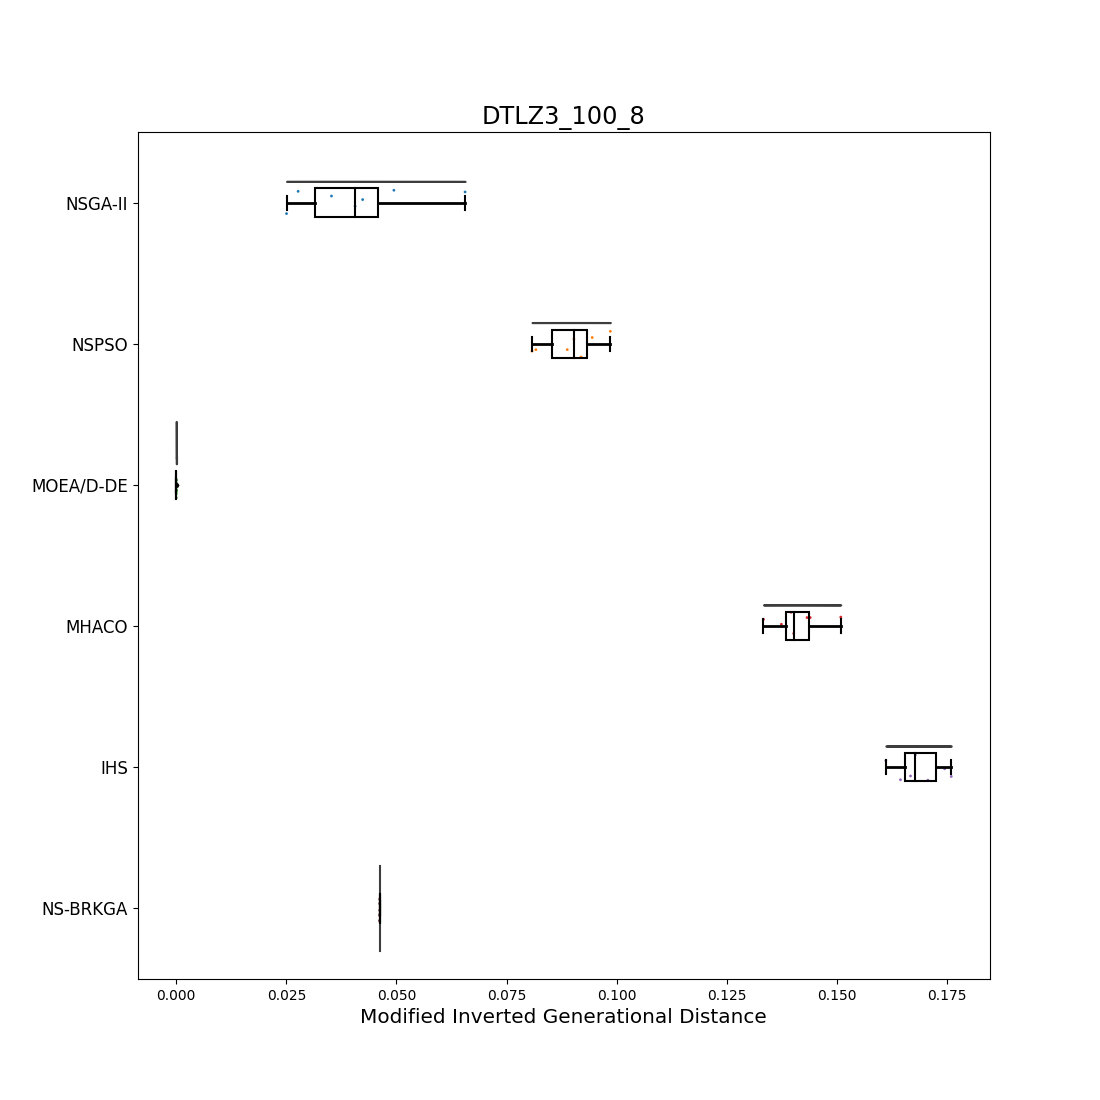 DTLZ3_100_8
NSGA-II
NSPSO
MOEA/D-DE
MHACO
IHS
NS-BRKGA
0.000 0.025 0.050 0.075 0.100 0.125 0.150 0.175
Modified Inverted Generational Distance